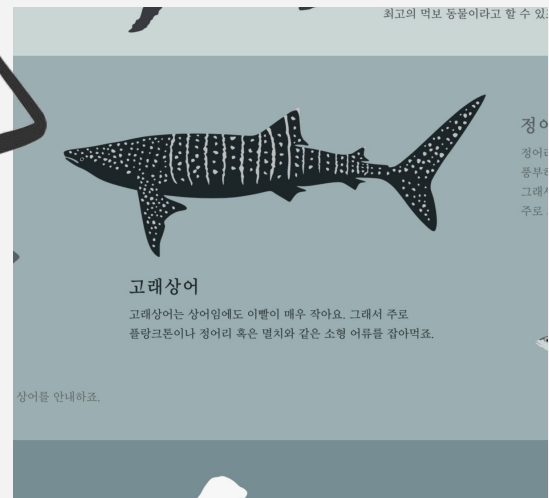 최고의 먹보 동물이라고 할 수 있
고래상어
고래상어는 상어임에도 이빨이 매우 작아요. 그래서 주로
플랑크톤이나 정어리 혹은 멸치와 같은 소형 어류를 잡아먹죠.
상어를 안내하죠.
주로